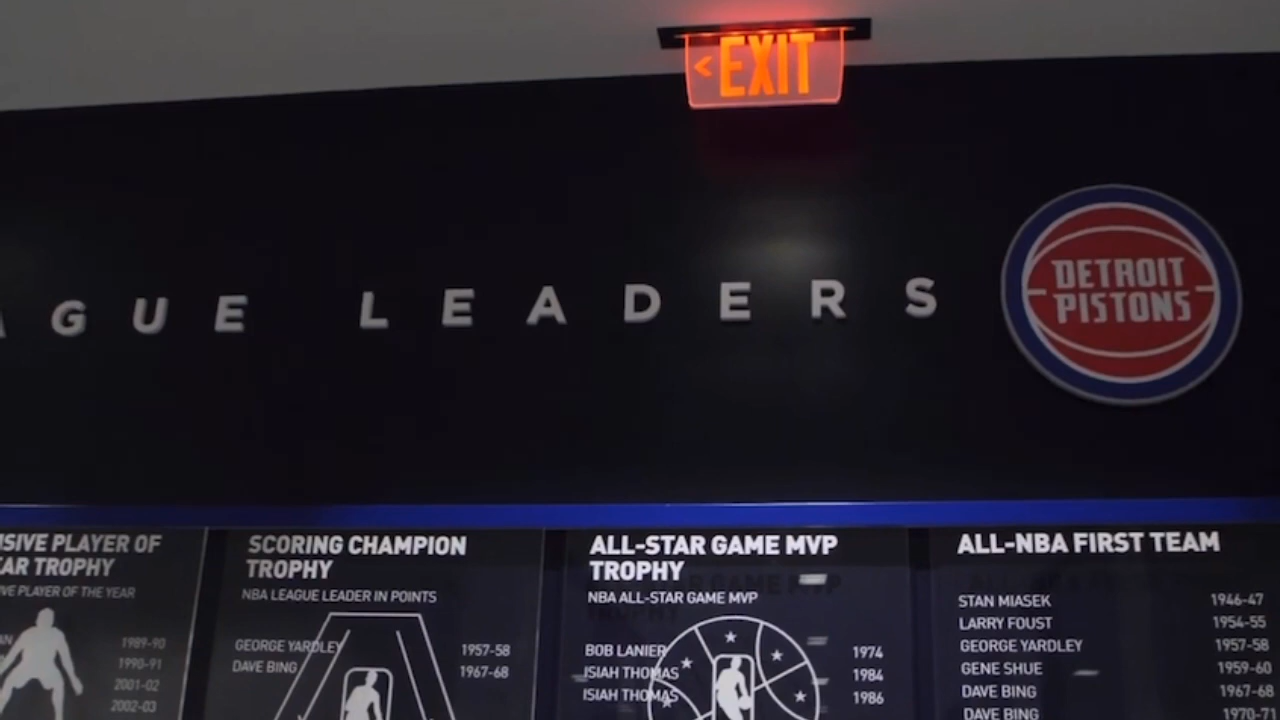 < EXIT
GUE LEADERS
DETROIT
PISTONS
SIVE PLAYER OF
AR TROPHY
VE PLAYER OF THE YEAR
AN 1989-90
1990-91
2001-02
2002-03
SCORING CHAMPION
TROPHY
NBA LEAGUE LEADER IN POINTS
GEORGE YARDLEY 1957-58
DAVE BING 1967-68
ALL-STAR GAME MVP
TROPHY
NBA ALL-STAR GAME MVP
BOB LANIER 1974
ISIAH THOMAS 1984
ISIAH THOMAS 1986
ALL-NBA FIRST TEAM
STAN MIASEK 1946-47
LARRY FOUST 1954-55
GEORGE YARDLEY 1957-58
GENE SHUE 1959-60
DAVE BING 1967-68
DAVE BING 1970-71